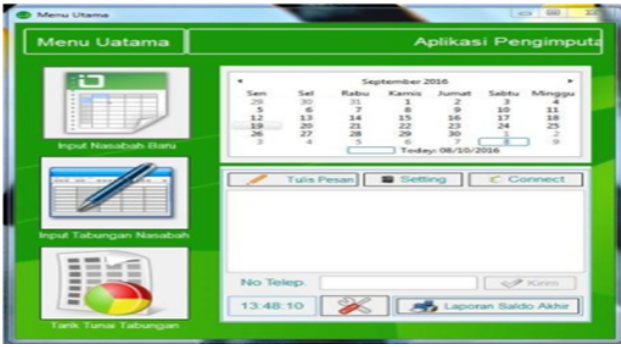 Menu Utama
Menu Uatama
Aplikasi Pengimputa
September 2016
Sen Sel Rabu Kamis Jumat Sabtu Minggu
29 30 31 1 2 3 4
5 6 7 8 9 10 11
12 13 14 15 16 17 18
19 20 21 22 23 24 25
26 27 28 29 30 1 2
3 4 5 6 7 8 9
Today: 08/10/2016
Input Nasabah Baru
Tulis Pesan Setting Connect
Input Tabungan Nasabah
No Telep. Kirim
13:48:10 Laporan Saldo Akhir
Tarik Tunai Tabungan